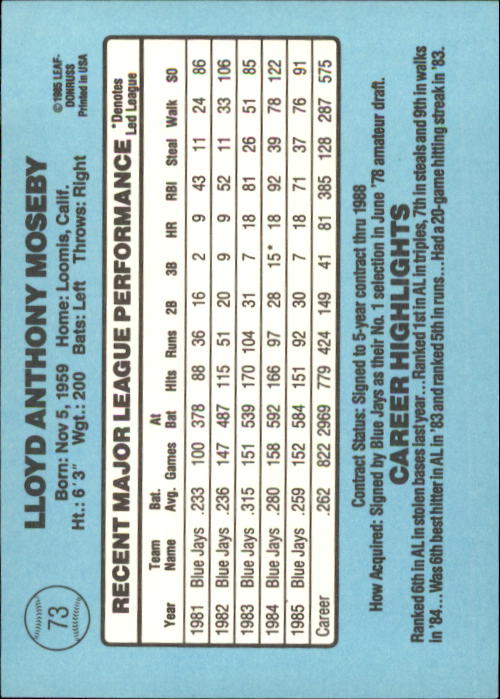 73
LLOYD ANTHONY MOSEBY
Born: Nov 5, 1959 Home: Loomis, Calif.
Ht.: 6'3" Wgt.: 200 Bats: Left Throws: Right
©1985 LEAF-
DONRUSS
Printed in USA
RECENT MAJOR LEAGUE PERFORMANCE *Denotes
Led League
Team Bat. At
Year Name Avg. Games Bat Hits Runs 2B 3B HR RBI Steal Walk SO
1981 Blue Jays .233 100 378 88 36 16 2 9 43 11 24 86
1982 Blue Jays .236 147 487 115 51 20 9 9 52 11 33 106
1983 Blue Jays .315 151 539 170 104 31 7 18 81 26 51 85
1984 Blue Jays .280 158 592 166 97 28 15* 18 92 39 78 122
1985 Blue Jays .259 152 584 151 92 30 7 18 71 37 76 91
Career .262 822 2969 779 424 149 41 81 385 128 287 575
Contract Status: Signed to 5-year contract thru 1988
How Acquired: Signed by Blue Jays as their No. 1 selection in June '78 amateur draft.
CAREER HIGHLIGHTS
Ranked 6th in AL in stolen bases last year...Ranked 1st in AL in triples, 7th in steals and 9th in walks
in '84...Was 6th best hitter in AL in '83 and ranked 5th in runs...Had a 20-game hitting streak in '83.